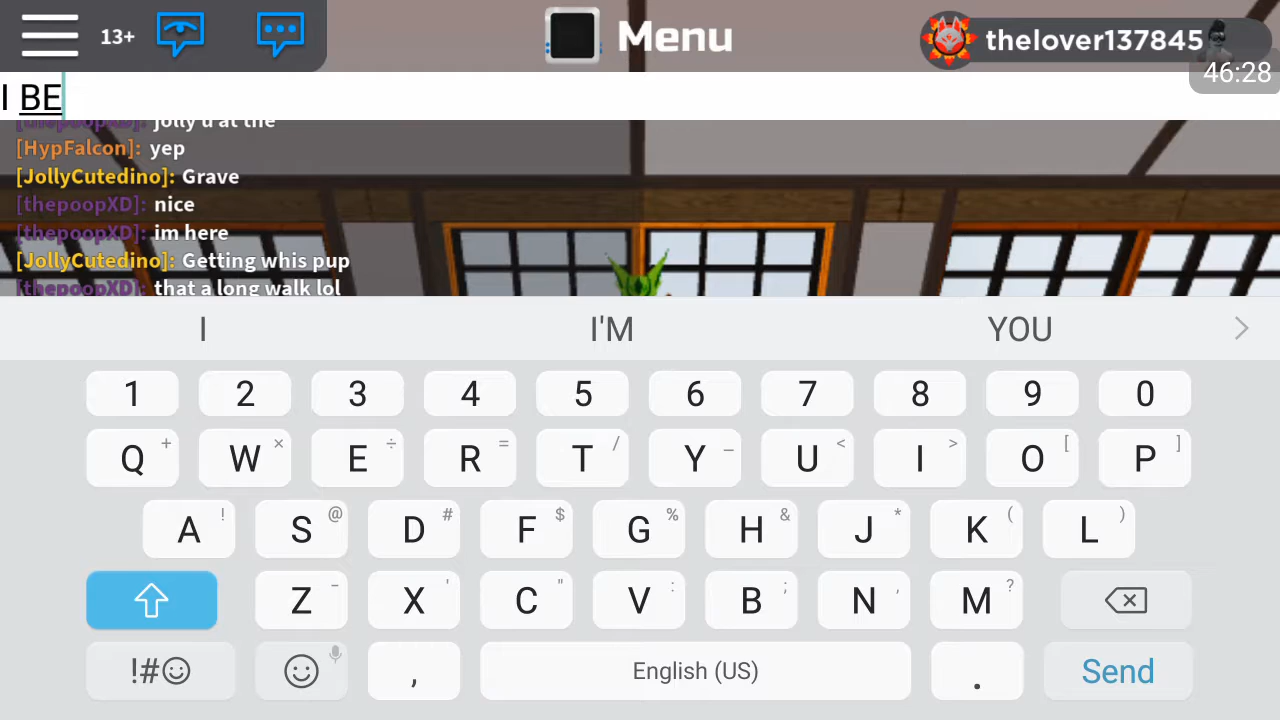 13+
Menu
thelover137845
46:28
I BE
[thepoopXD]: jolly u at the
[HypFalcon]: yep
[JollyCutedino]: Grave
[thepoopXD]: nice
[thepoopXD]: im here
[JollyCutedino]: Getting whis pup
[thepoopXD]: that a long walk lol
I I'M YOU
1 2 3 4 5 6 7 8 9 0
Q + W × E ÷ R = T / Y _ U < I > O [ P ]
A ! S @ D # F $ G % H & J * K ( L )
Z - X ' C " V : B ; N , M ?
!#☺ , English (US) . Send